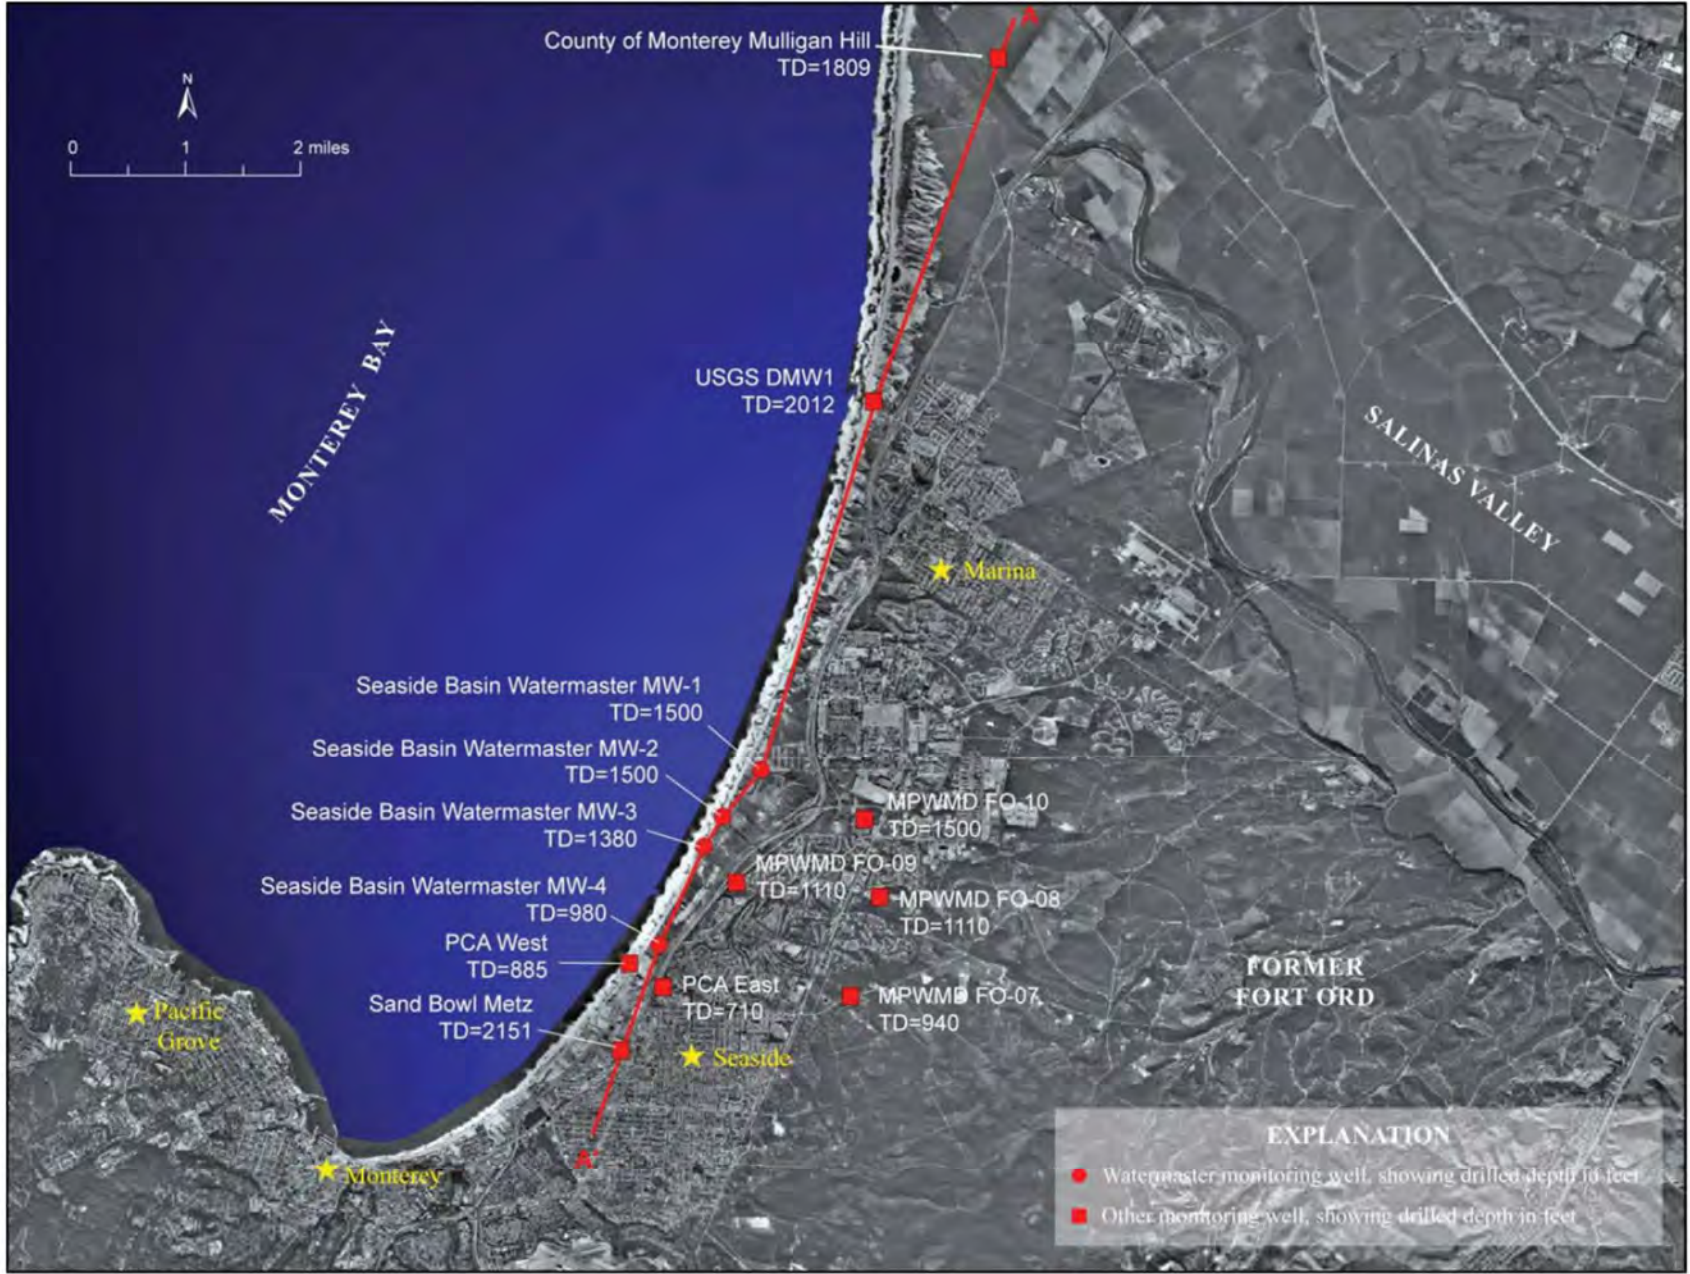 A
County of Monterey Mulligan Hill
TD=1809
N
0 1 2 miles
MONTEREY BAY
USGS DMW1
TD=2012
SALINAS VALLEY
Marina
Seaside Basin Watermaster MW-1
TD=1500
Seaside Basin Watermaster MW-2
TD=1500
Seaside Basin Watermaster MW-3
TD=1380
MPWMD FO-10
TD=1500
MPWMD FO-09
TD=1110
Seaside Basin Watermaster MW-4
TD=980
MPWMD FO-08
TD=1110
PCA West
TD=885
PCA East
TD=710
MPWMD FO-07
TD=940
FORMER
FORT ORD
Sand Bowl Metz
TD=2151
Pacific
Grove
Seaside
A'
Monterey
EXPLANATION
Watermaster monitoring well, showing drilled depth in feet
Other monitoring well, showing drilled depth in feet